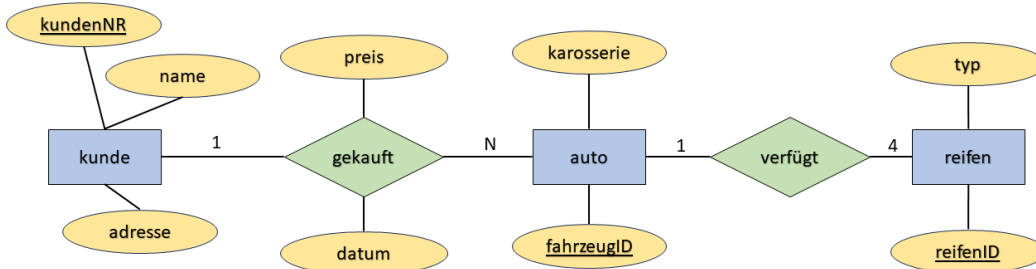 kundenNR
name
preis
karosserie
typ
kunde
1
gekauft
N
auto
1
verfügt
4
reifen
adresse
datum
fahrzeugID
reifenID